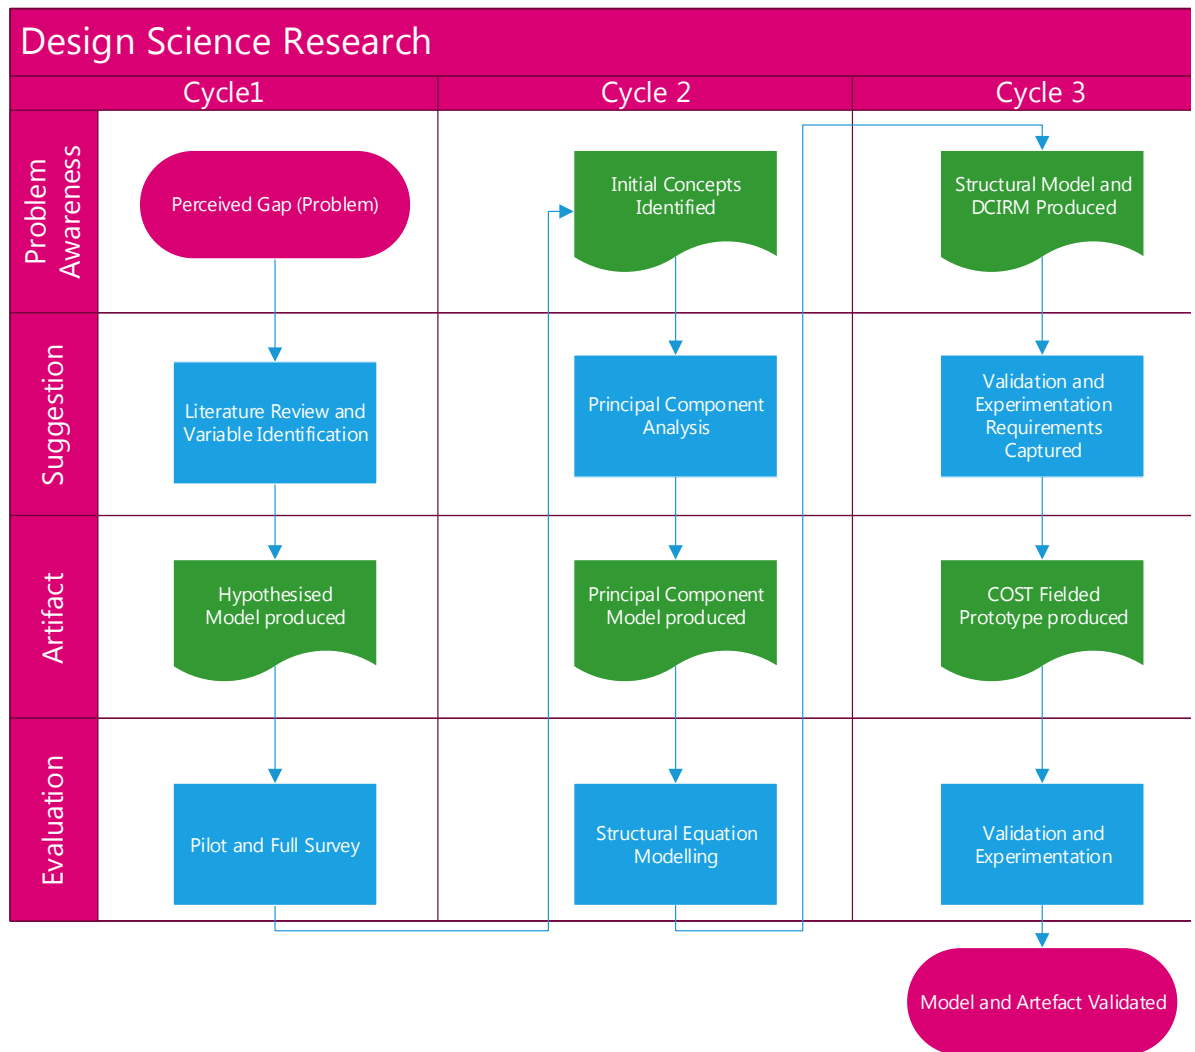 Design Science Research
Cycle1
Cycle 2
Cycle 3
Problem
Awareness
Perceived Gap (Problem)
Initial Concepts
Identified
Structural Model and
DCIRM Produced
Suggestion
Literature Review and
Variable Identification
Principal Component
Analysis
Validation and
Experimentation
Requirements
Captured
Artifact
Hypothesised
Model produced
Principal Component
Model produced
COST Fielded
Prototype produced
Evaluation
Pilot and Full Survey
Structural Equation
Modelling
Validation and
Experimentation
Model and Artefact Validated